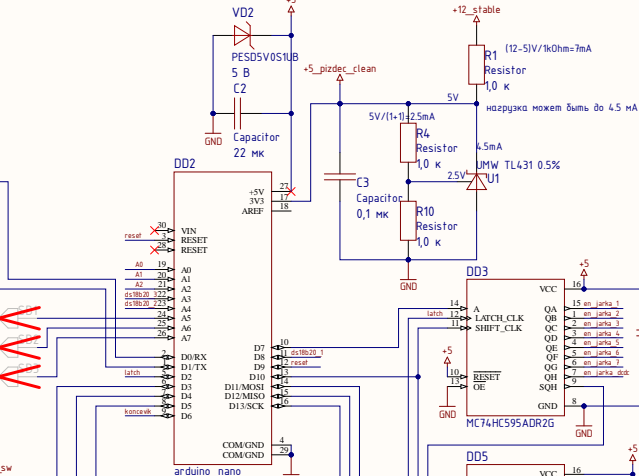 +5
VD2
PESD5V0S1UB
5 В
C2
GND
Capacitor
22 мк
+12_stable
R1
Resistor
1,0 к
(12-5)V/1kOhm=7mA
+5_pizdec_clean
5V
нагрузка может быть до 4.5 мА
5V/(1+1)=2.5mA
R4
Resistor
1,0 к
4.5mA
UMW TL431 0.5%
U1
2.5V
C3
Capacitor
0,1 мк
R10
Resistor
1,0 к
GND
DD2
+5V 27
3V3 17
AREF 18
30 VIN
reset 3 RESET
28 RESET
A0 19 A0
A1 20 A1
A2 21 A2
ds18b20_3 22 A3
ds18b20_2 23 A4
24 A5
25 A6
26 A7
2 D0/RX
1 D1/TX
latch 5 D2
6 D3
7 D4
8 D5
koncevik 9 D6
D7 10
D8 11 ds18b20_1
D9 12 reset
D10 13
D11/MOSI 14
D12/MISO 15
D13/SCK 16
COM/GND 4
COM/GND 29
arduino nano
DD3
+5
VCC 16
14 A
latch 12 LATCH_CLK
11 SHIFT_CLK
+5
10 RESET
13 OE
GND
QA 15 en_jarka_1
QB 1 en_jarka_2
QC 2 en_jarka_3
QD 3 en_jarka_4
QE 4 en_jarka_5
QF 5 en_jarka_6
QG 6 en_jarka_7
QH 7 en_jarka_dcdc
SQH 9
GND 8
GND
MC74HC595ADR2G
DD5
+5
VCC 16
_sw